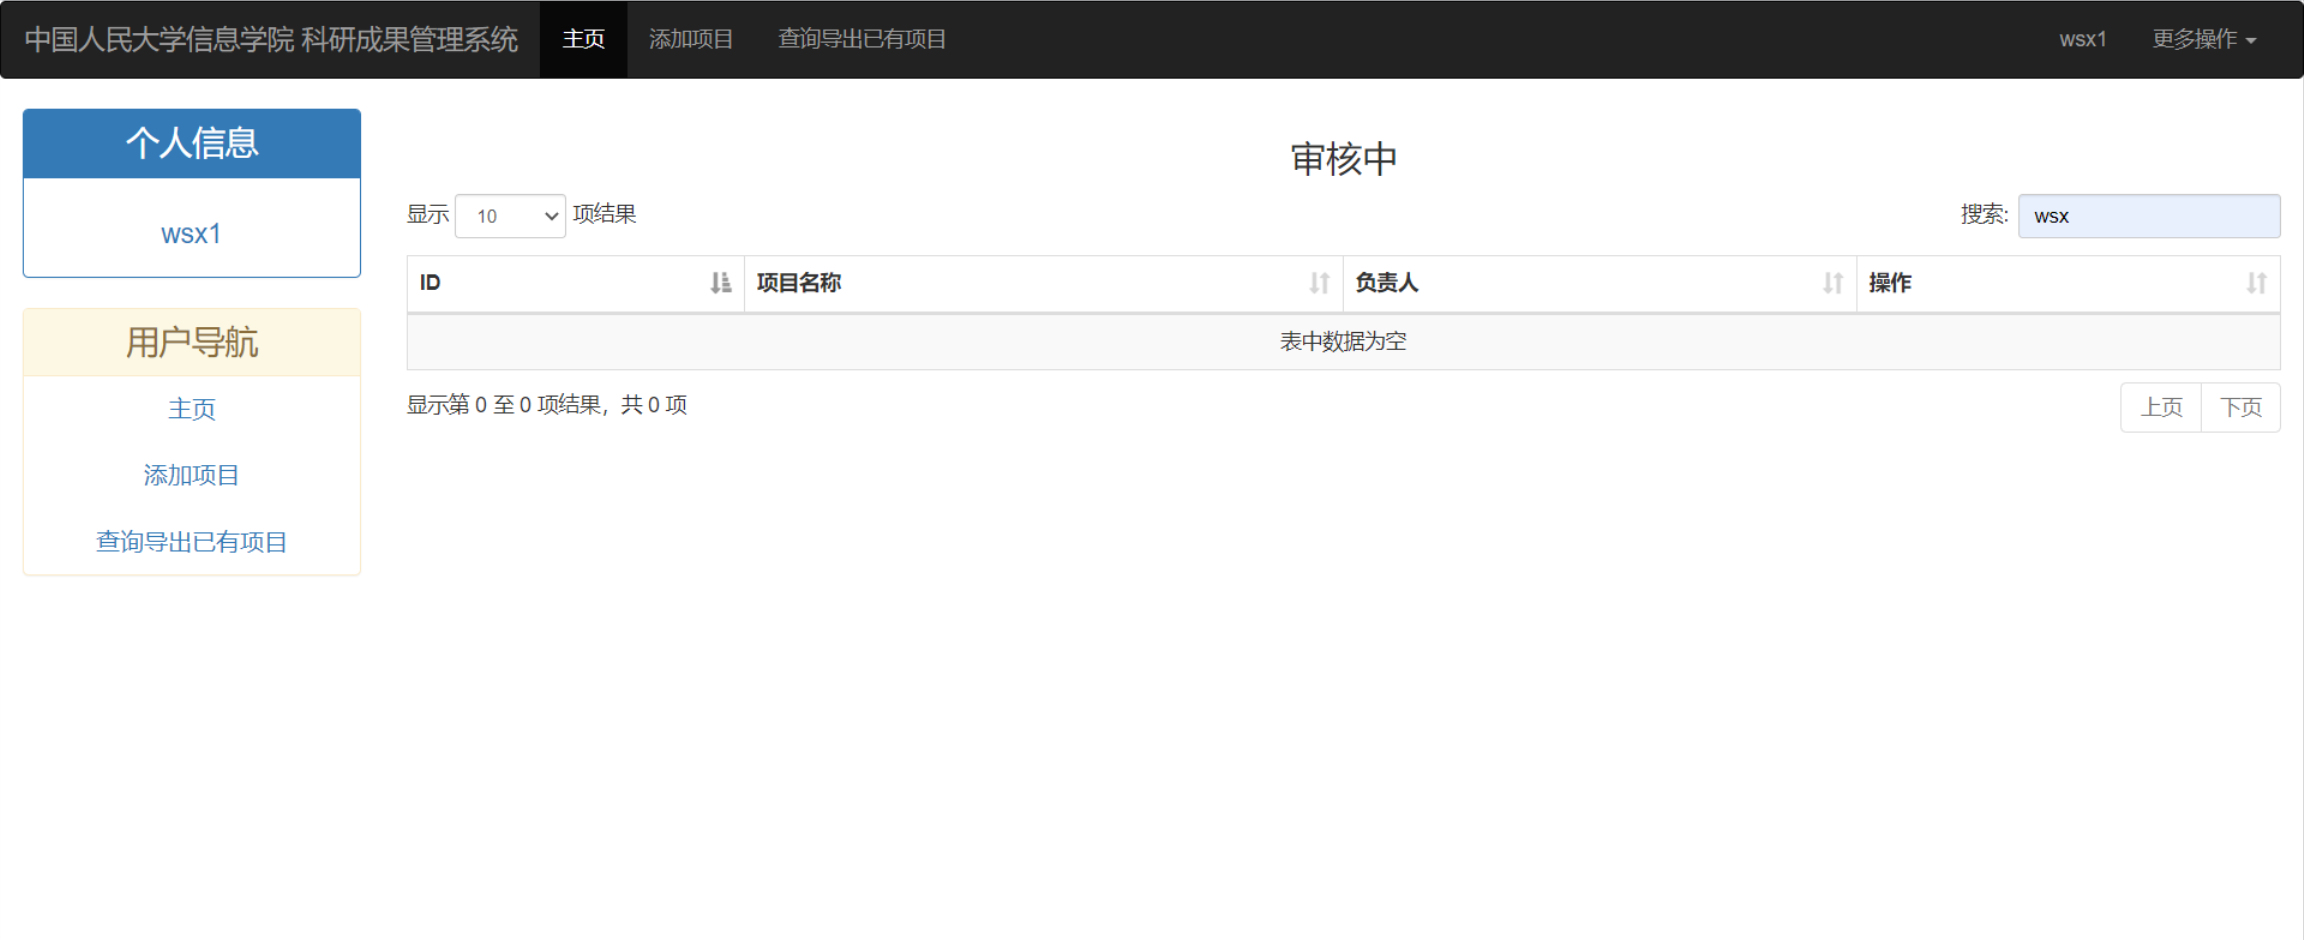 中国人民大学信息学院 科研成果管理系统 主页 添加项目 查询导出已有项目 wsx1 更多操作
个人信息
wsx1
用户导航
主页
添加项目
查询导出已有项目
审核中
显示 10 项结果 搜索: wsx
ID 项目名称 负责人 操作
表中数据为空
显示第 0 至 0 项结果，共 0 项 上页 下页